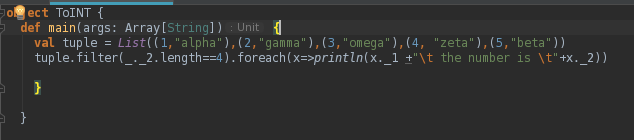 object ToINT {
def main(args: Array[String]) : Unit {
val tuple = List((1,"alpha"),(2,"gamma"),(3,"omega"),(4, "zeta"),(5,"beta"))
tuple.filter(_._2.length==4).foreach(x=>println(x._1 +"\t the number is \t"+x._2))
}
}